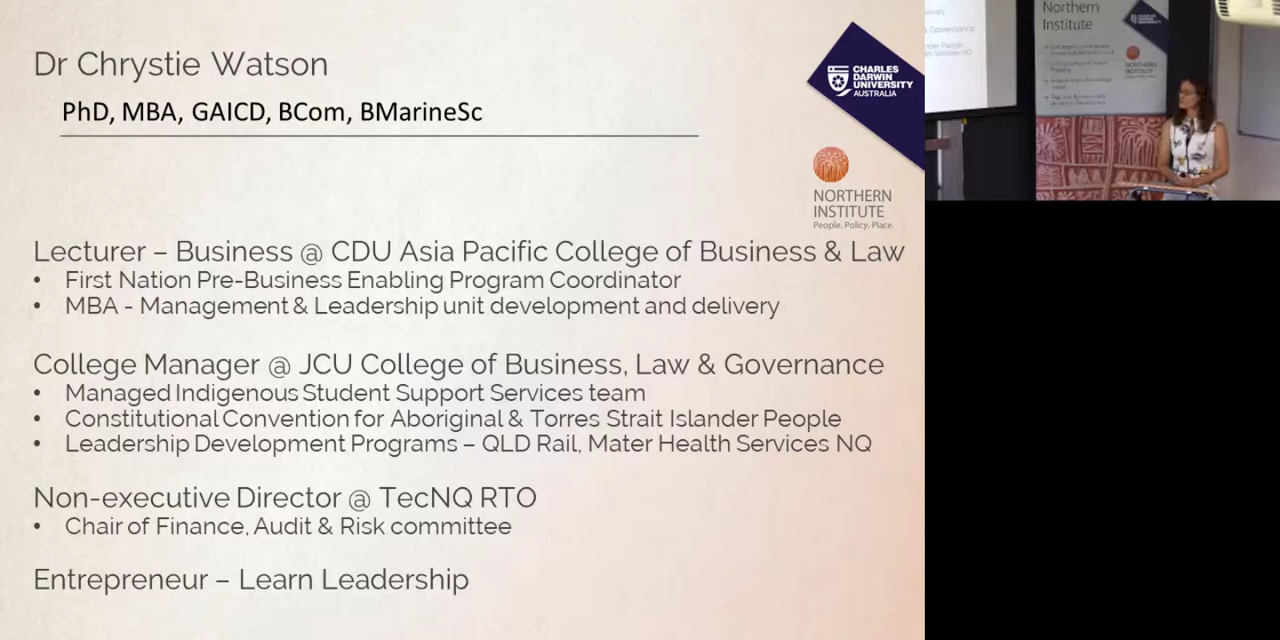 Dr Chrystie Watson
PhD, MBA, GAICD, BCom, BMarineSc
CHARLES
DARWIN
UNIVERSITY
AUSTRALIA
NORTHERN
INSTITUTE
People. Policy. Place.
Lecturer – Business @ CDU Asia Pacific College of Business & Law
• First Nation Pre-Business Enabling Program Coordinator
• MBA - Management & Leadership unit development and delivery
College Manager @ JCU College of Business, Law & Governance
• Managed Indigenous Student Support Services team
• Constitutional Convention for Aboriginal & Torres Strait Islander People
• Leadership Development Programs – QLD Rail, Mater Health Services NQ
Non-executive Director @ TecNQ RTO
• Chair of Finance, Audit & Risk committee
Entrepreneur – Learn Leadership
& Governance
Northern
Institute
NORTHERN
INSTITUTE